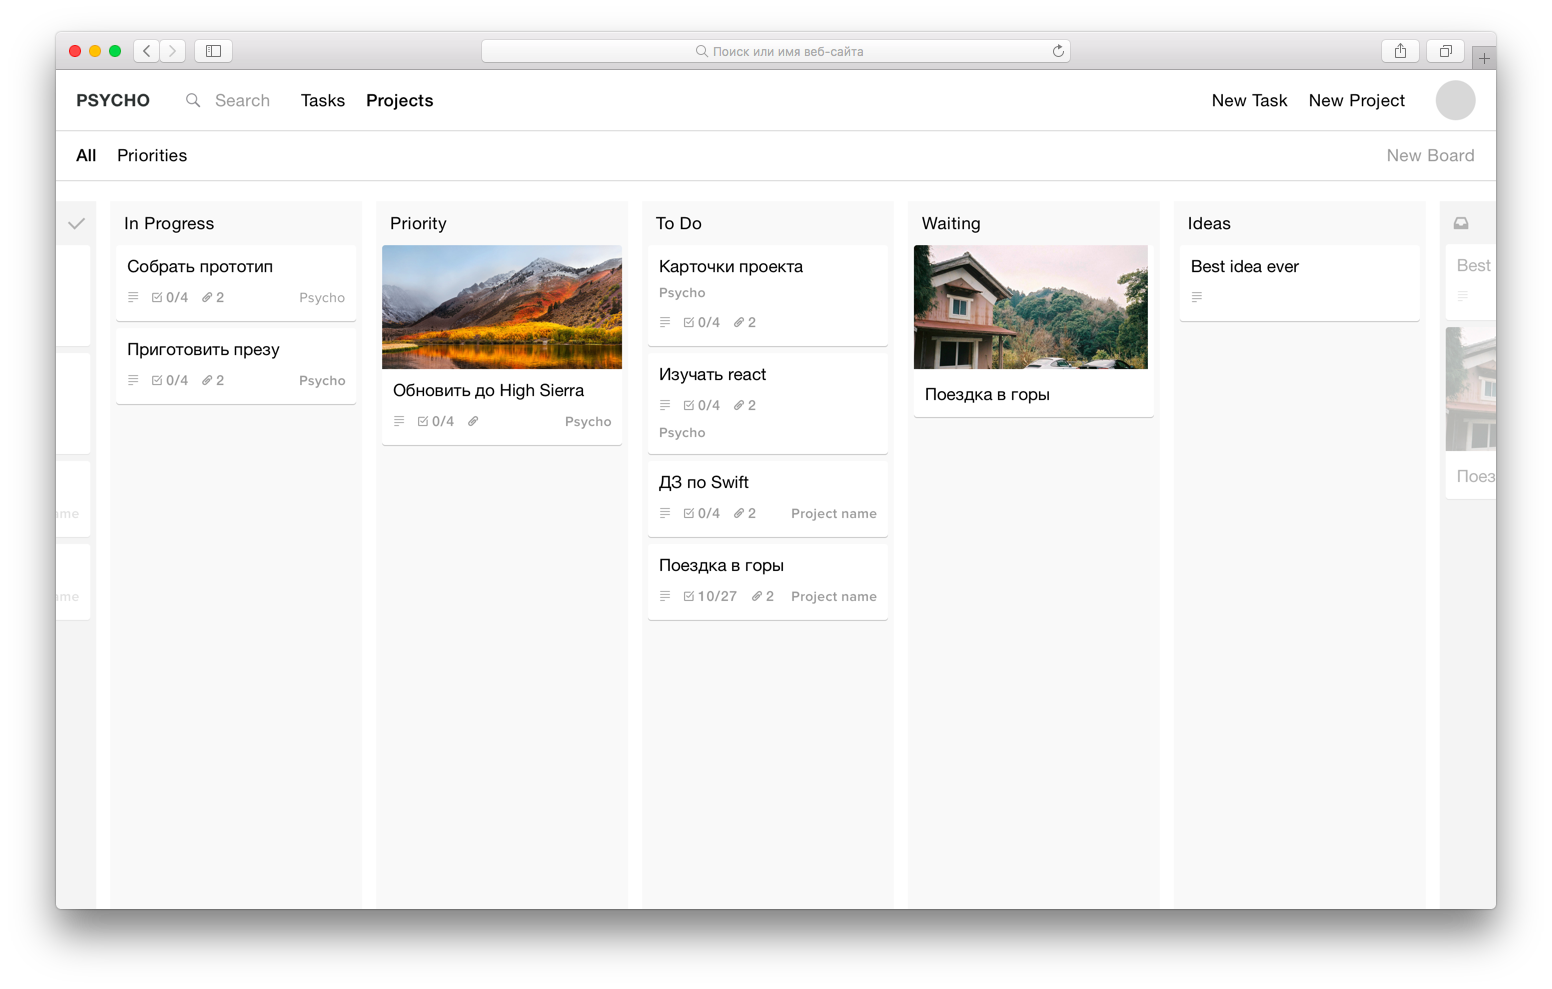 Поиск или имя веб-сайта
PSYCHO Search Tasks Projects New Task New Project
All Priorities New Board
In Progress
Собрать прототип
0/4 2 Psycho
Приготовить презу
0/4 2 Psycho
Priority
Обновить до High Sierra
0/4 Psycho
To Do
Карточки проекта
Psycho
0/4 2
Изучать react
0/4 2
Psycho
ДЗ по Swift
0/4 2 Project name
Поездка в горы
10/27 2 Project name
Waiting
Поездка в горы
Ideas
Best idea ever
Best